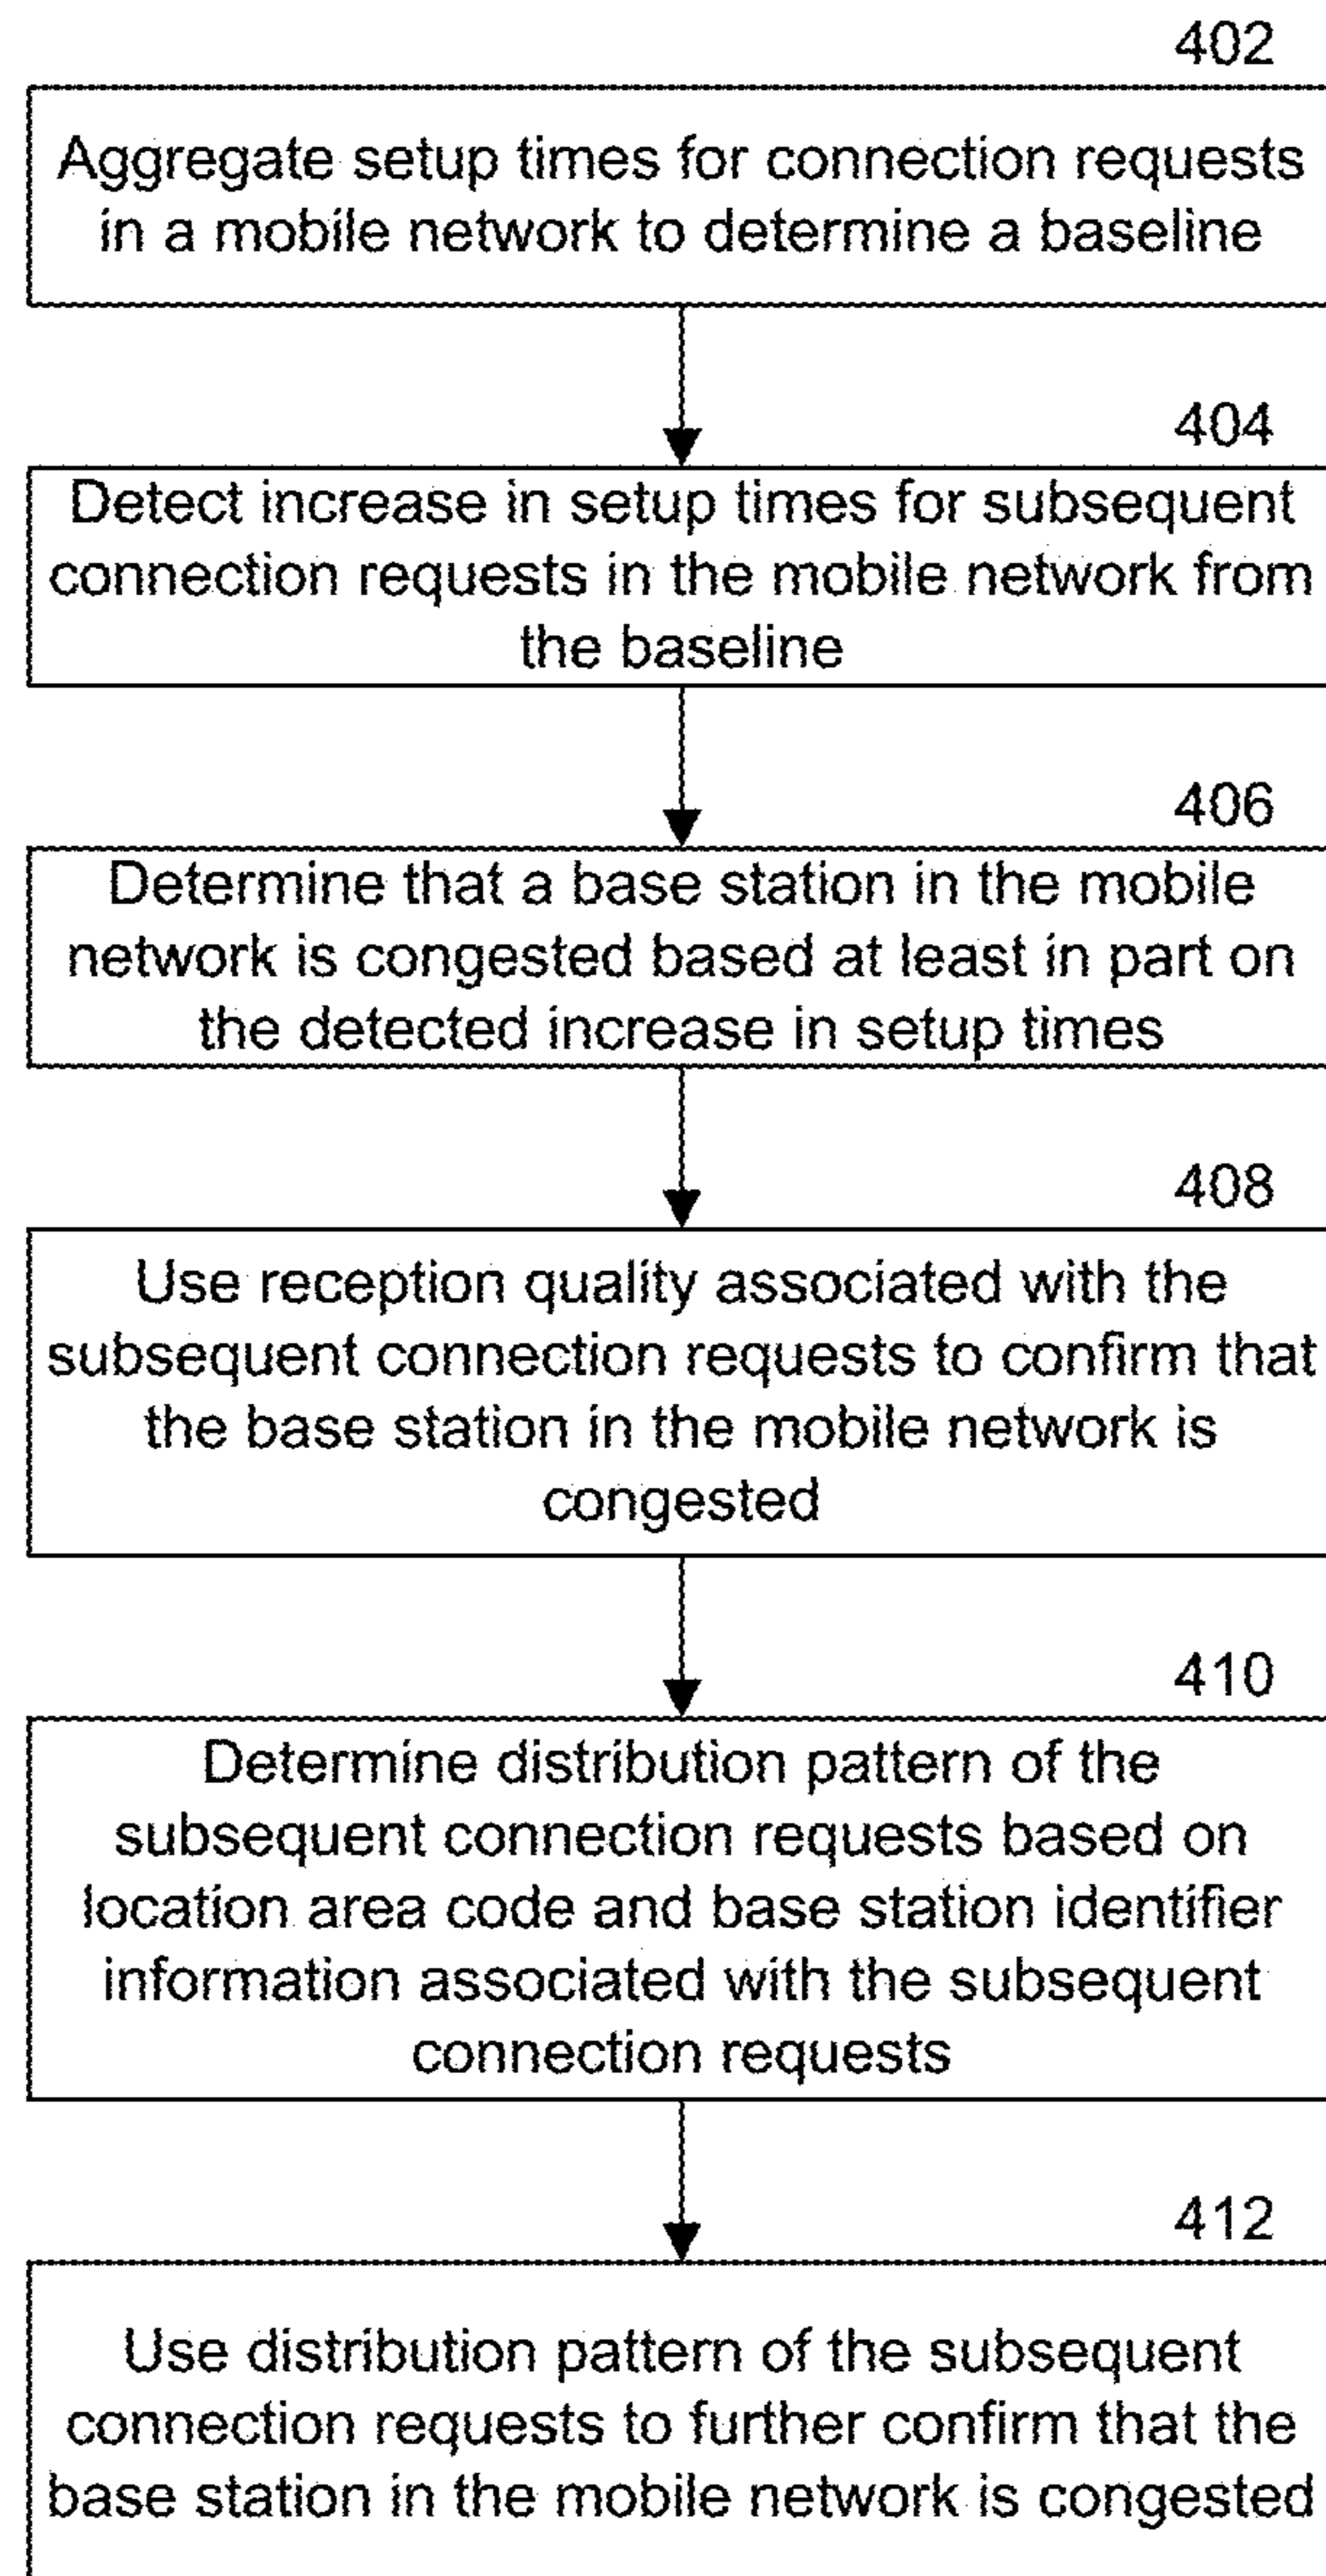 402
Aggregate setup times for connection requests
in a mobile network to determine a baseline
404
Detect increase in setup times for subsequent
connection requests in the mobile network from
the baseline
406
Determine that a base station in the mobile
network is congested based at least in part on
the detected increase in setup times
408
Use reception quality associated with the
subsequent connection requests to confirm that
the base station in the mobile network is
congested
410
Determine distribution pattern of the
subsequent connection requests based on
location area code and base station identifier
information associated with the subsequent
connection requests
412
Use distribution pattern of the subsequent
connection requests to further confirm that the
base station in the mobile network is congested